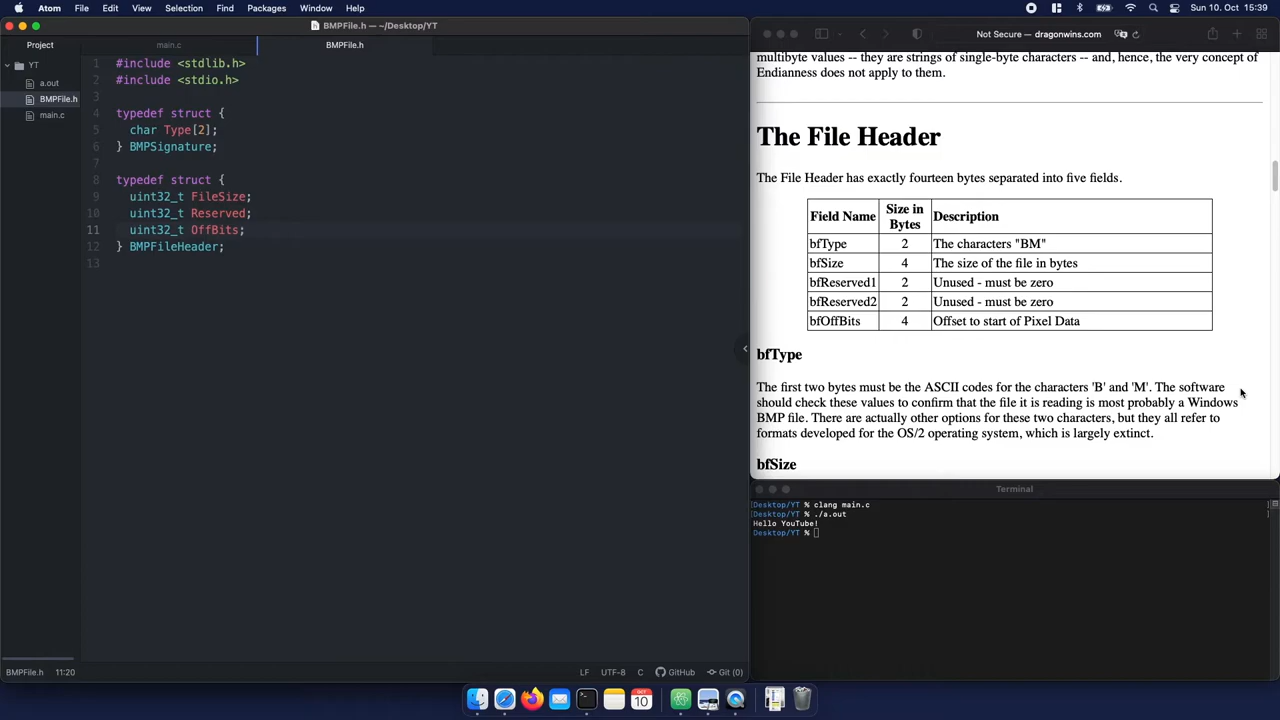 Atom File Edit View Selection Find Packages Window Help
Sun 10. Oct 15:39
BMPFile.h — ~/Desktop/YT
Project
main.c
BMPFile.h
YT
a.out
BMPFile.h
main.c
1 #include <stdlib.h>
2 #include <stdio.h>
3
4 typedef struct {
5 char Type[2];
6 } BMPSignature;
7
8 typedef struct {
9 uint32_t FileSize;
10 uint32_t Reserved;
11 uint32_t OffBits;
12 } BMPFileHeader;
13
BMPFile.h 11:20
LF UTF-8 C GitHub Git (0)
Not Secure — dragonwins.com
multibyte values -- they are strings of single-byte characters -- and, hence, the very concept of
Endianness does not apply to them.
The File Header
The File Header has exactly fourteen bytes separated into five fields.
Field Name Size in Bytes Description
bfType 2 The characters "BM"
bfSize 4 The size of the file in bytes
bfReserved1 2 Unused - must be zero
bfReserved2 2 Unused - must be zero
bfOffBits 4 Offset to start of Pixel Data
bfType
The first two bytes must be the ASCII codes for the characters 'B' and 'M'. The software
should check these values to confirm that the file it is reading is most probably a Windows
BMP file. There are actually other options for these two characters, but they all refer to
formats developed for the OS/2 operating system, which is largely extinct.
bfSize
Terminal
[Desktop/YT % clang main.c ]
[Desktop/YT % ./a.out ]
Hello YouTube!
Desktop/YT %
OCT
10